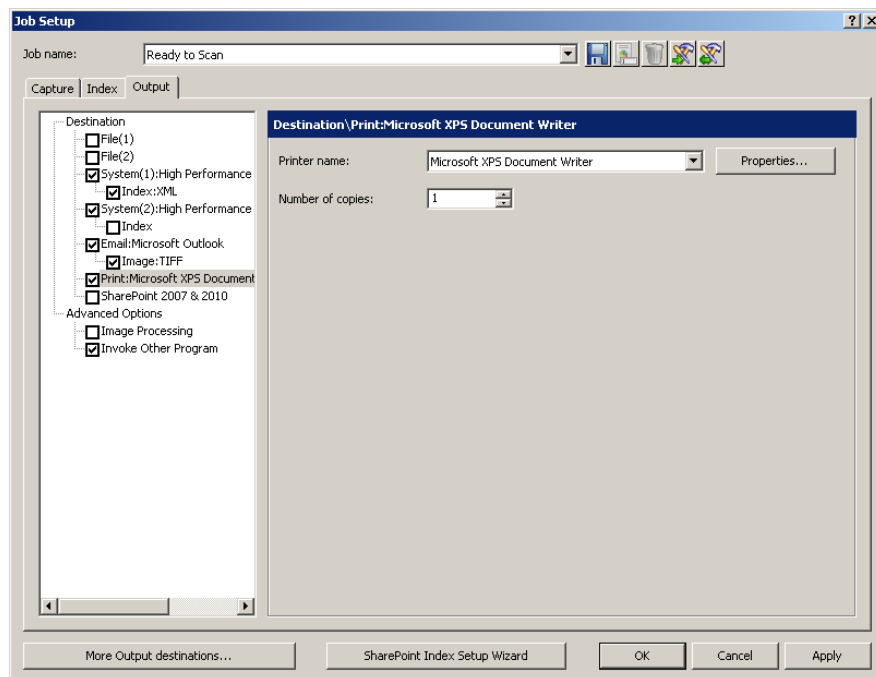 Job Setup
Job name: Ready to Scan
Capture Index Output
Destination
File(1)
File(2)
System(1):High Performance
Index:XML
System(2):High Performance
Index
Email:Microsoft Outlook
Image:TIFF
Print:Microsoft XPS Document
SharePoint 2007 & 2010
Advanced Options
Image Processing
Invoke Other Program
Destination\Print:Microsoft XPS Document Writer
Printer name: Microsoft XPS Document Writer Properties...
Number of copies: 1
More Output destinations... SharePoint Index Setup Wizard OK Cancel Apply